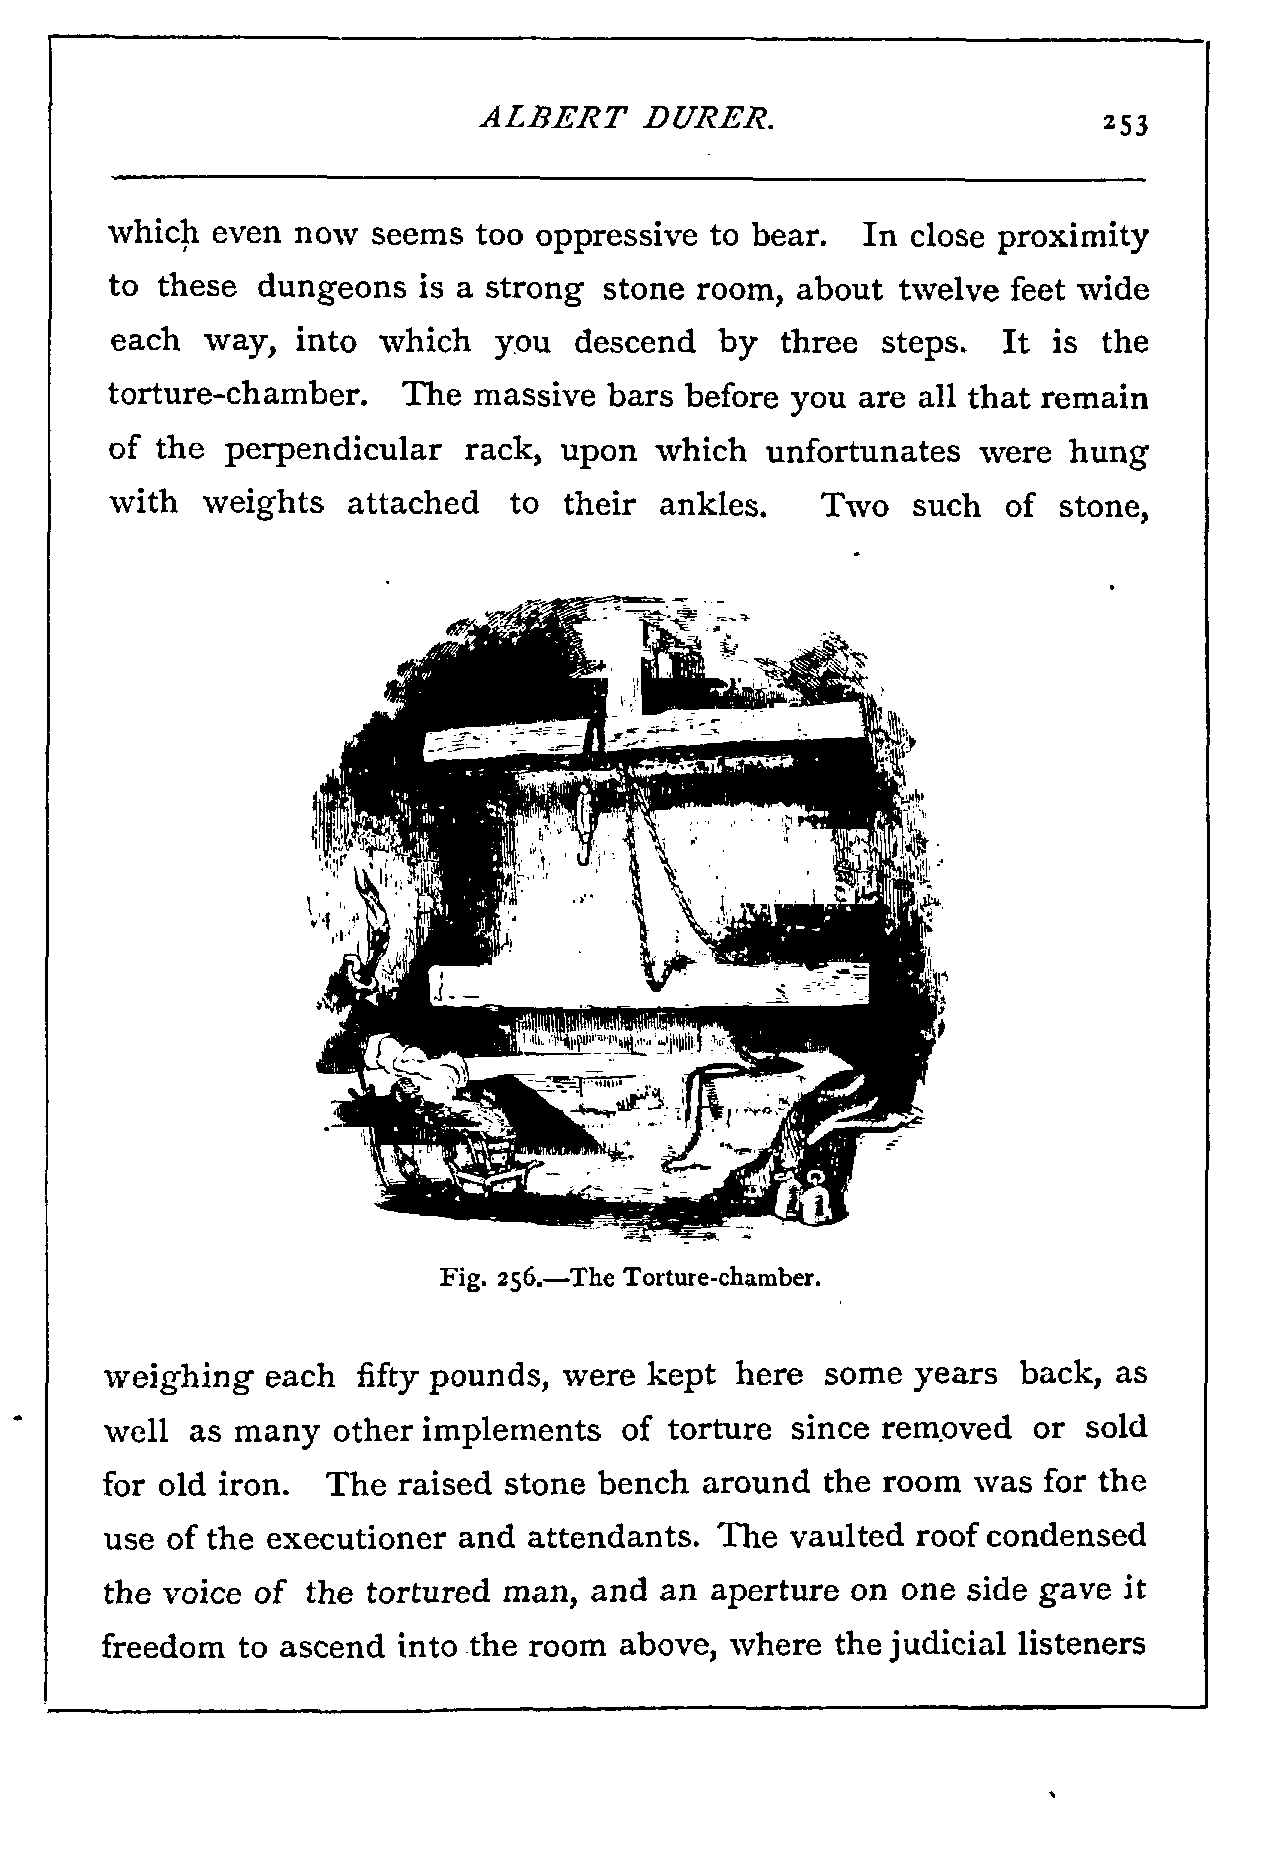 ALBERT DURER. 253
which even now seems too oppressive to bear. In close proximity
to these dungeons is a strong stone room, about twelve feet wide
each way, into which you descend by three steps. It is the
torture-chamber. The massive bars before you are all that remain
of the perpendicular rack, upon which unfortunates were hung
with weights attached to their ankles. Two such of stone,
Fig. 256.—The Torture-chamber.
weighing each fifty pounds, were kept here some years back, as
well as many other implements of torture since removed or sold
for old iron. The raised stone bench around the room was for the
use of the executioner and attendants. The vaulted roof condensed
the voice of the tortured man, and an aperture on one side gave it
freedom to ascend into the room above, where the judicial listeners